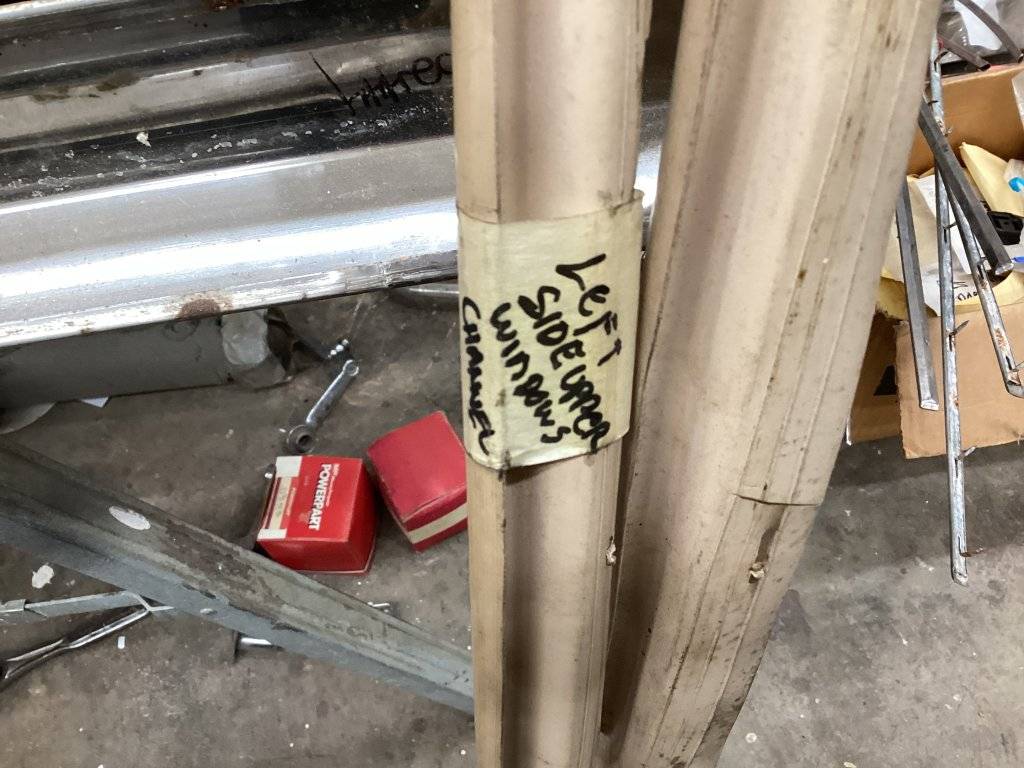 LEFT
SIDE UPPER
WINDOWS
CHANNEL
POWERPART